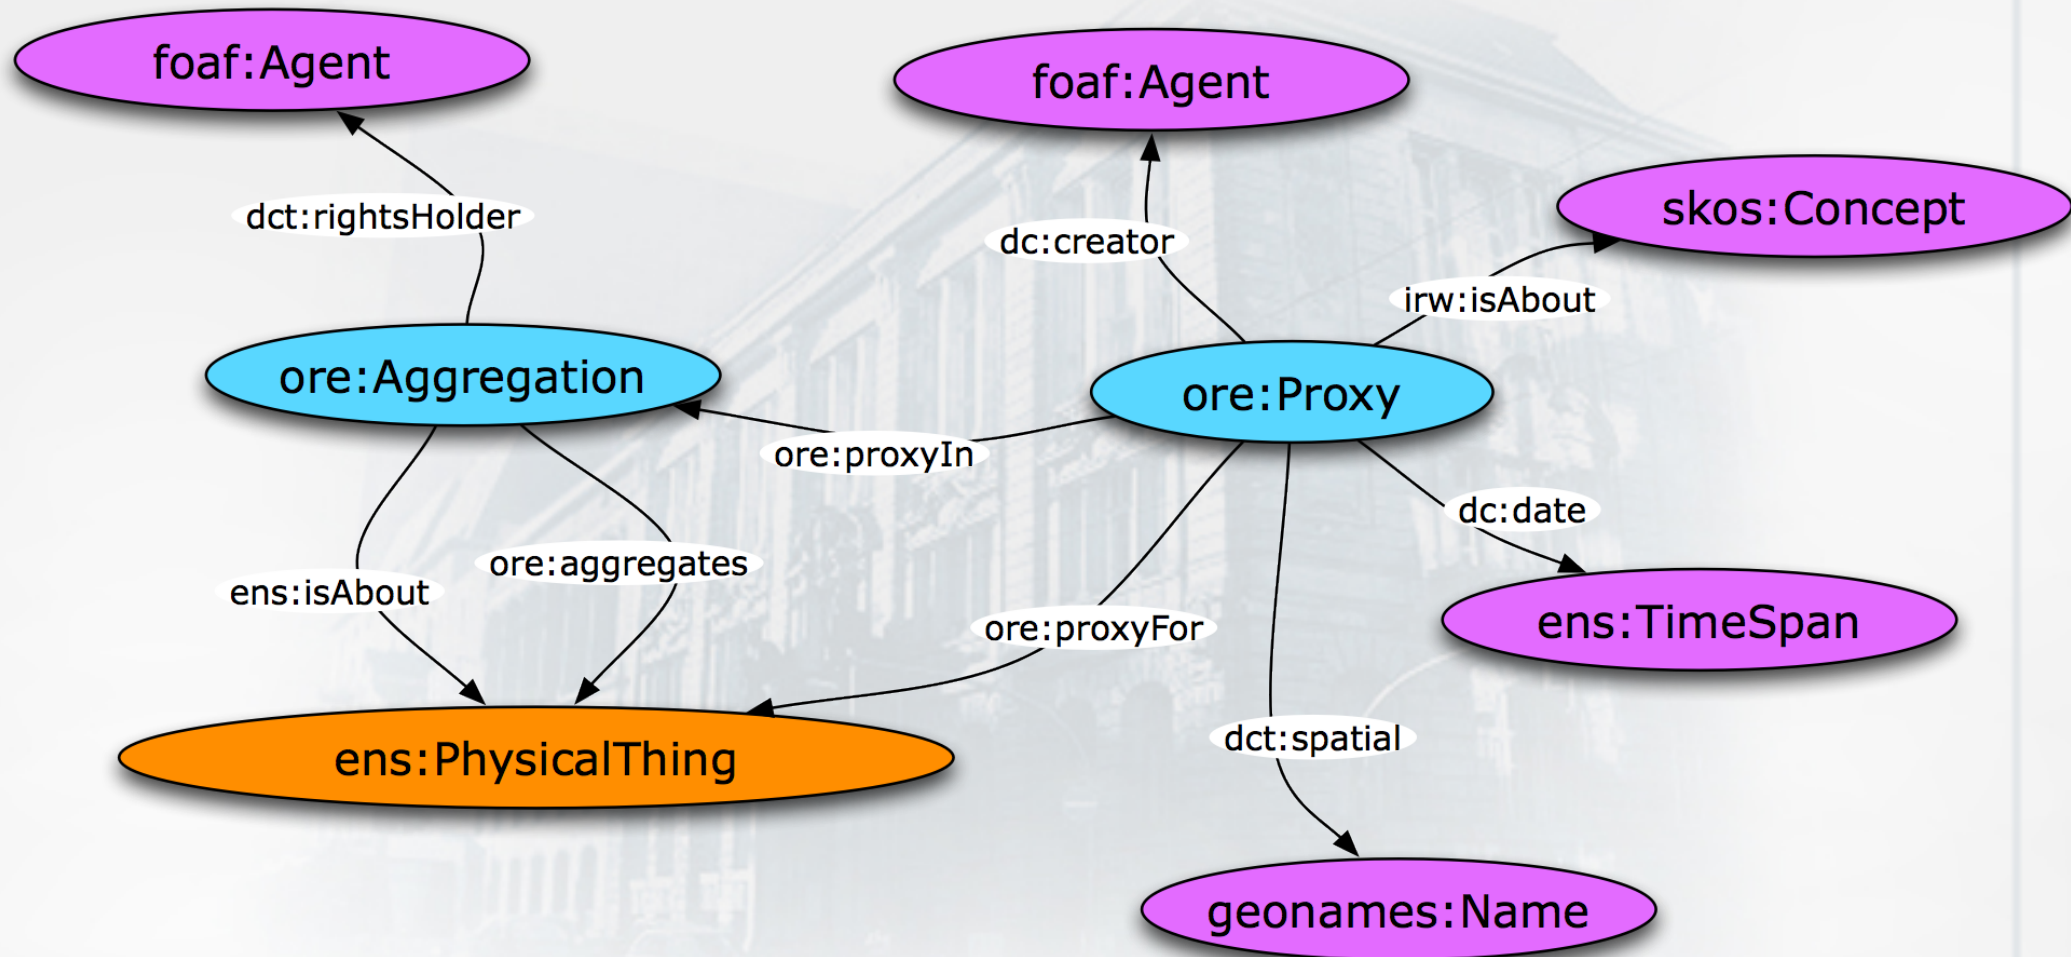 foaf:Agent
foaf:Agent
skos:Concept
dct:rightsHolder
dc:creator
irw:isAbout
ore:Aggregation
ore:Proxy
ore:proxyIn
dc:date
ore:aggregates
ens:isAbout
ore:proxyFor
ens:TimeSpan
dct:spatial
ens:PhysicalThing
geonames:Name